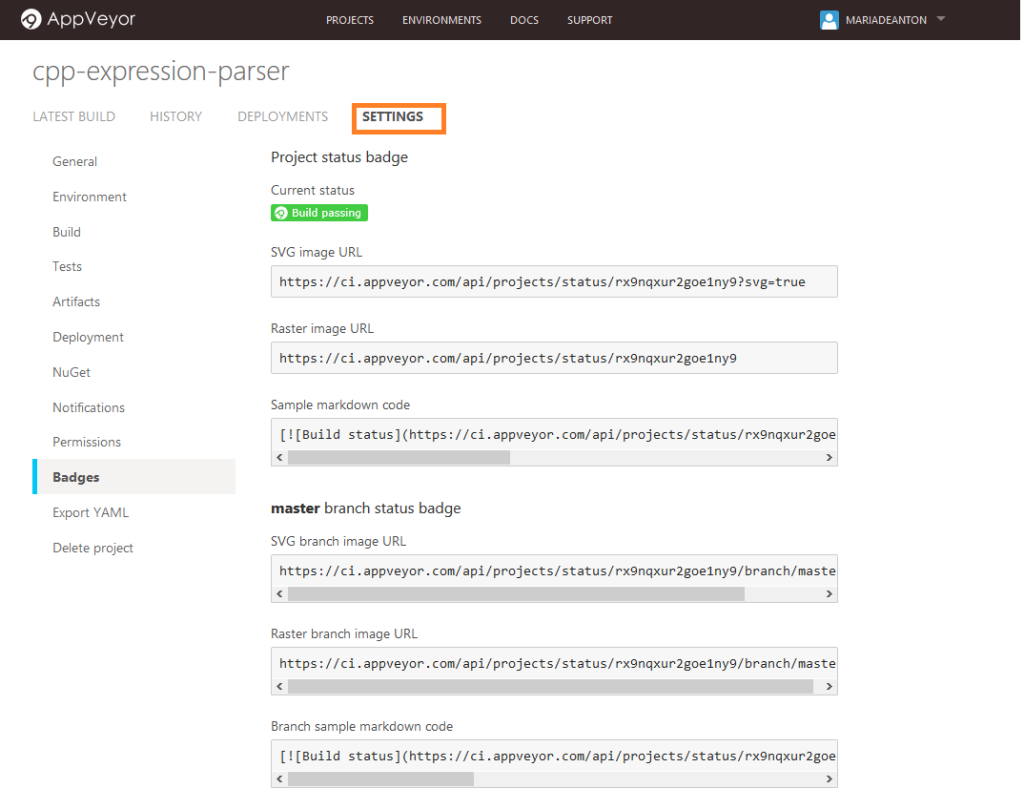 AppVeyor PROJECTS ENVIRONMENTS DOCS SUPPORT MARIADEANTON
cpp-expression-parser
LATEST BUILD HISTORY DEPLOYMENTS SETTINGS
General
Environment
Build
Tests
Artifacts
Deployment
NuGet
Notifications
Permissions
Badges
Export YAML
Delete project
Project status badge
Current status
Build passing
SVG image URL
https://ci.appveyor.com/api/projects/status/rx9nqxur2goe1ny9?svg=true
Raster image URL
https://ci.appveyor.com/api/projects/status/rx9nqxur2goe1ny9
Sample markdown code
[![Build status](https://ci.appveyor.com/api/projects/status/rx9nqxur2goe
master branch status badge
SVG branch image URL
https://ci.appveyor.com/api/projects/status/rx9nqxur2goe1ny9/branch/maste
Raster branch image URL
https://ci.appveyor.com/api/projects/status/rx9nqxur2goe1ny9/branch/maste
Branch sample markdown code
[![Build status](https://ci.appveyor.com/api/projects/status/rx9nqxur2goe